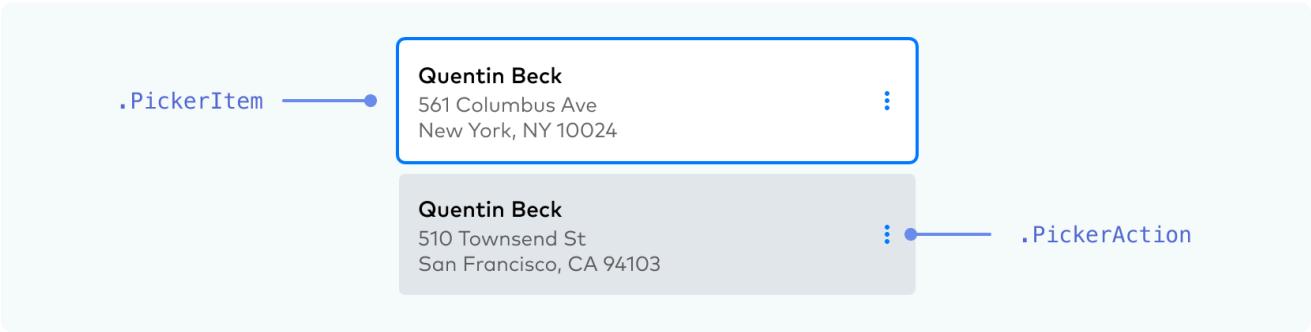 Quentin Beck
561 Columbus Ave
New York, NY 10024
.PickerItem
Quentin Beck
510 Townsend St
San Francisco, CA 94103
.PickerAction